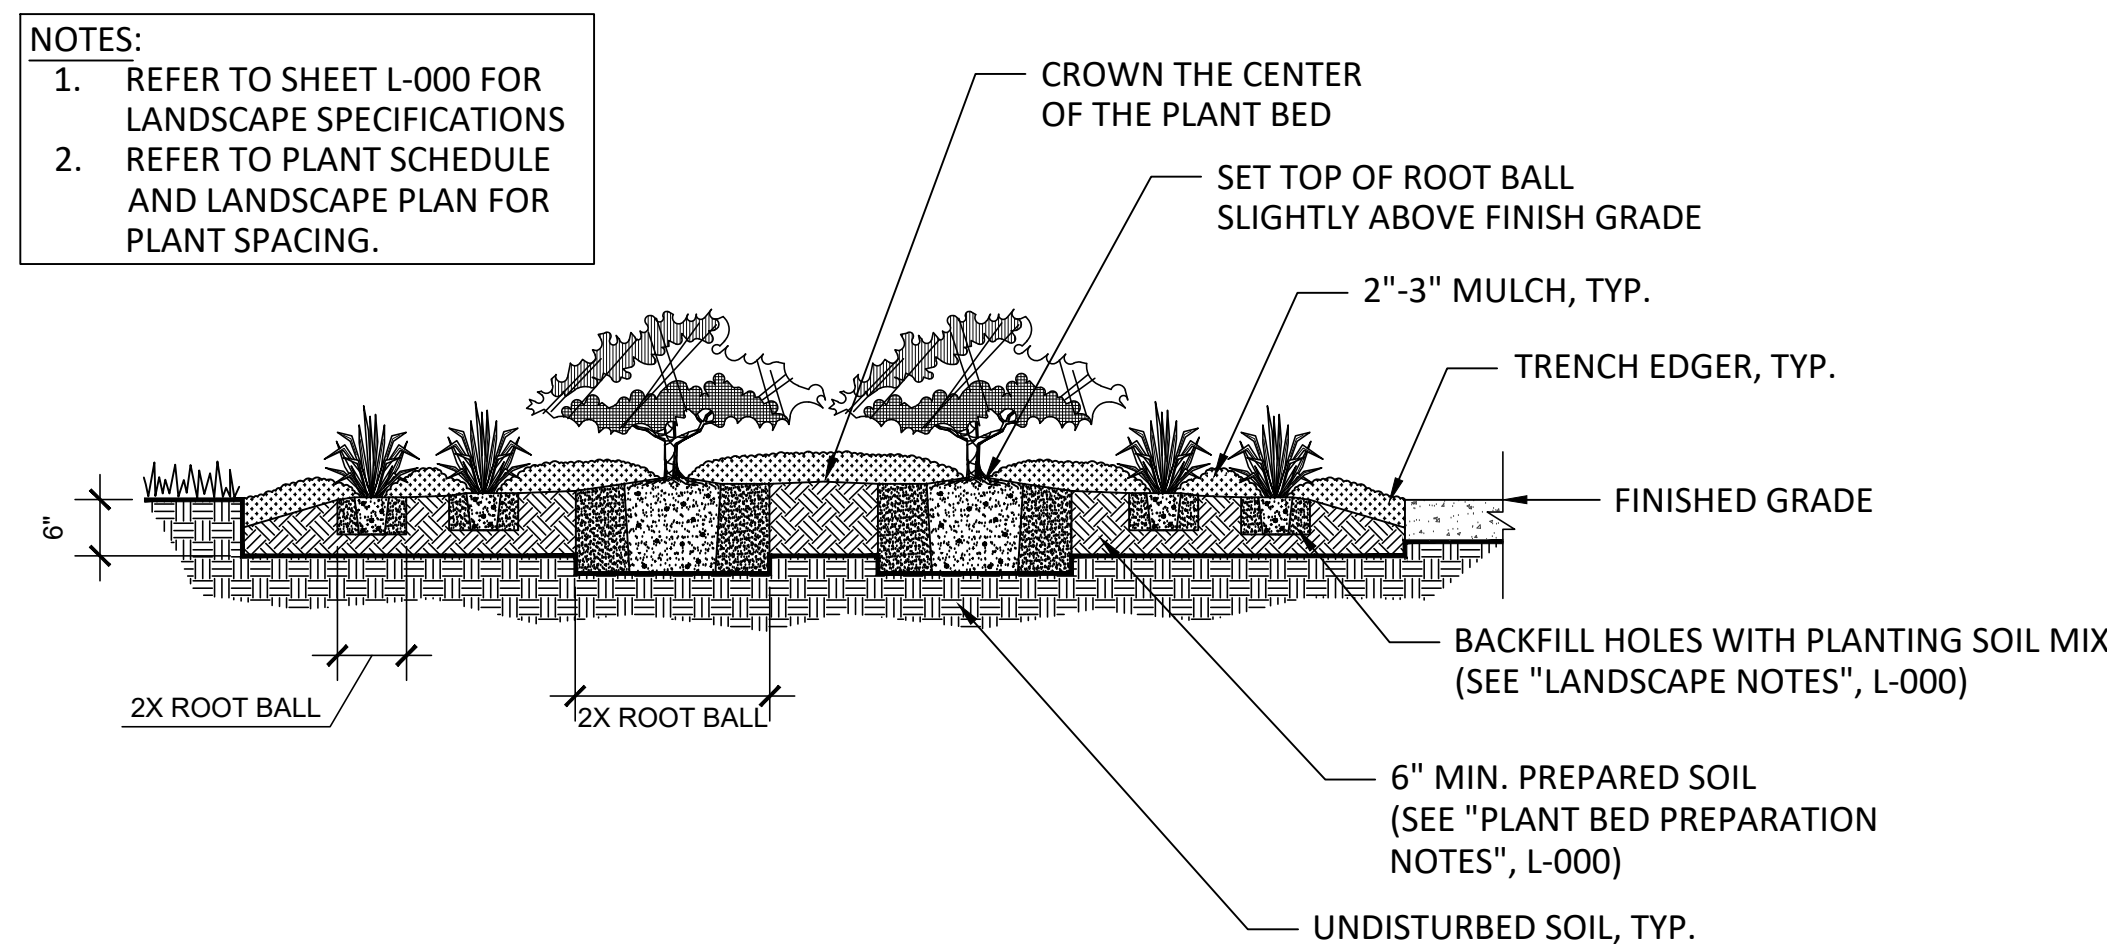 NOTES:
1. REFER TO SHEET L-000 FOR
LANDSCAPE SPECIFICATIONS
2. REFER TO PLANT SCHEDULE
AND LANDSCAPE PLAN FOR
PLANT SPACING.
CROWN THE CENTER
OF THE PLANT BED
SET TOP OF ROOT BALL
SLIGHTLY ABOVE FINISH GRADE
2"-3" MULCH, TYP.
TRENCH EDGER, TYP.
FINISHED GRADE
6"
BACKFILL HOLES WITH PLANTING SOIL MIX
(SEE "LANDSCAPE NOTES", L-000)
2X ROOT BALL
2X ROOT BALL
6" MIN. PREPARED SOIL
(SEE "PLANT BED PREPARATION
NOTES", L-000)
UNDISTURBED SOIL, TYP.